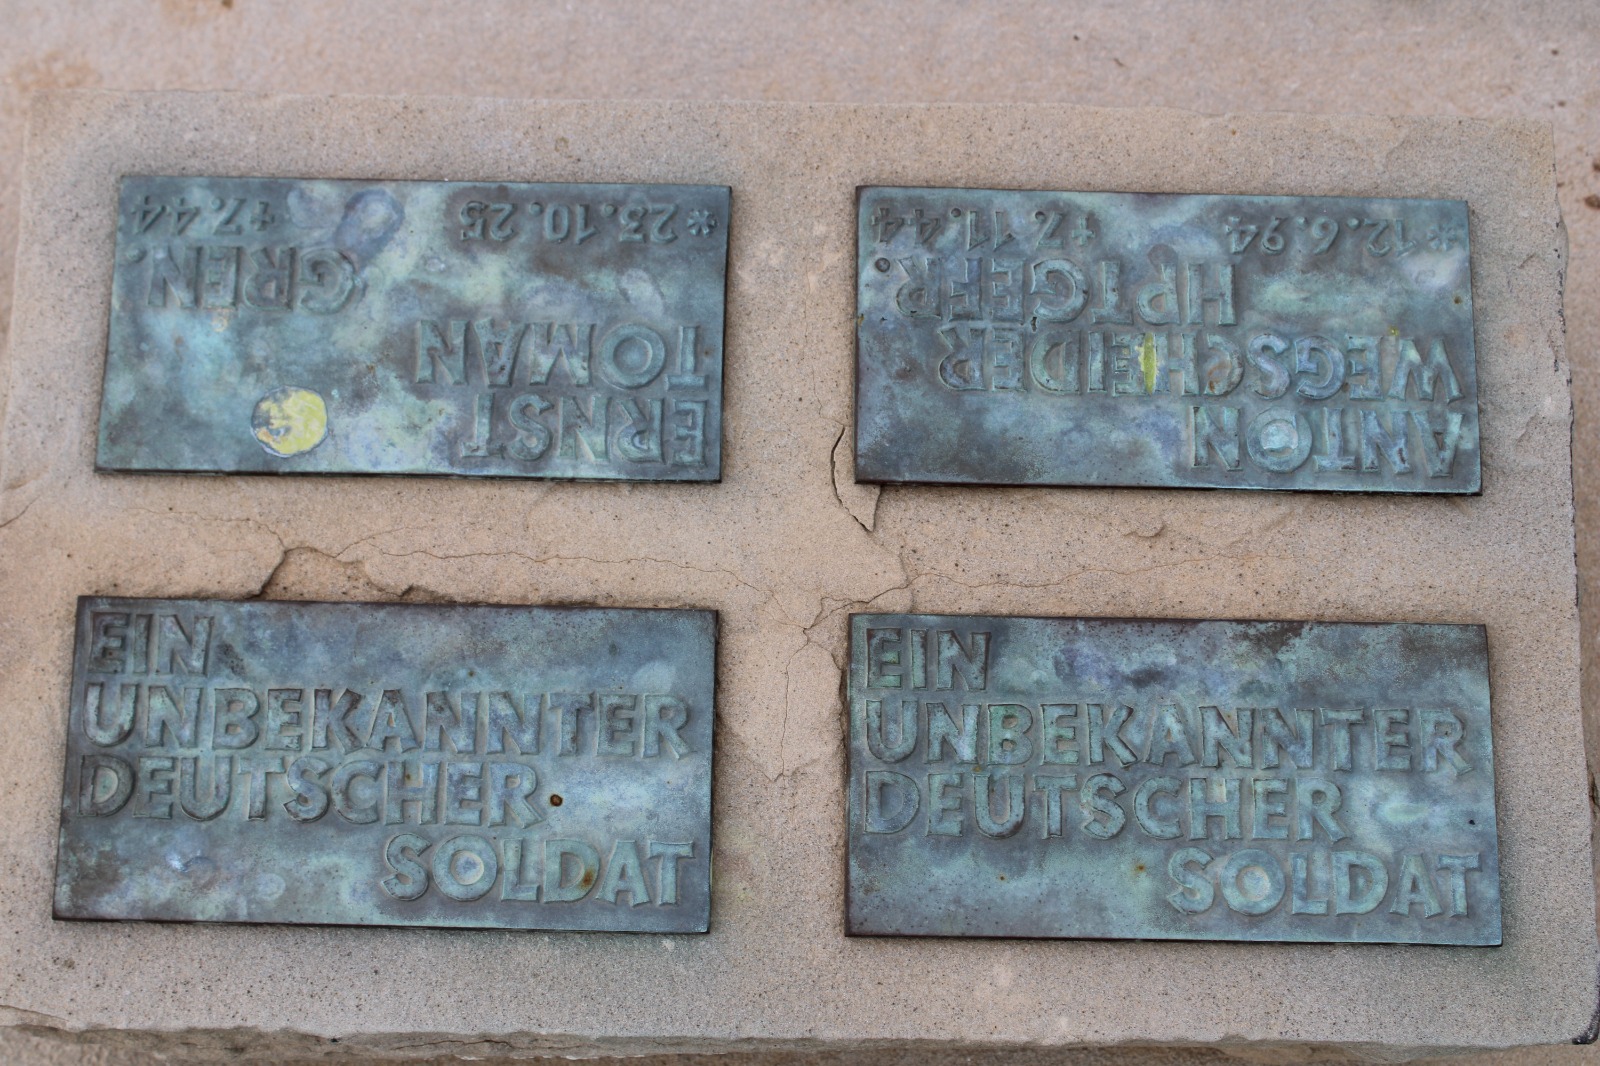 ERNST
TOMAN
GREN.
*23.10.25 +7.44
ANTON
WEGSCHEIDER
HPTGEFR.
*12.6.94 +7.11.44
EIN
UNBEKANNTER
DEUTSCHER
SOLDAT
EIN
UNBEKANNTER
DEUTSCHER
SOLDAT